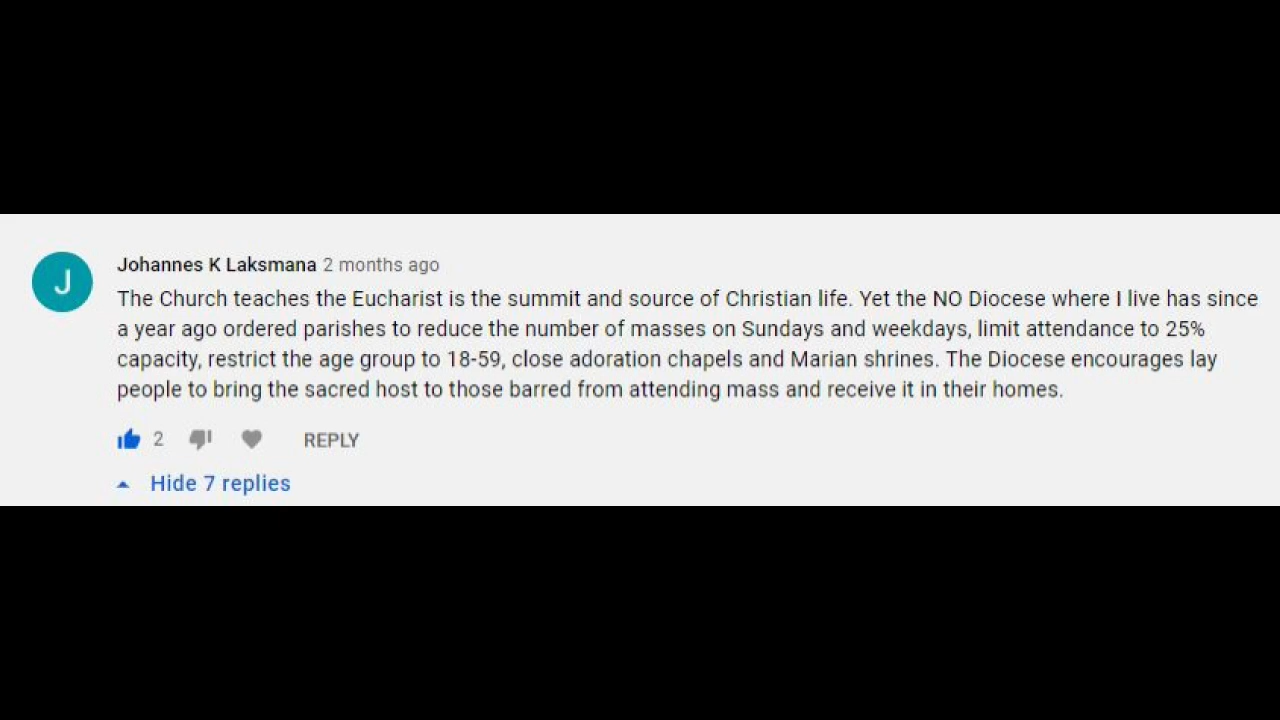 J
Johannes K Laksmana 2 months ago
The Church teaches the Eucharist is the summit and source of Christian life. Yet the NO Diocese where I live has since
a year ago ordered parishes to reduce the number of masses on Sundays and weekdays, limit attendance to 25%
capacity, restrict the age group to 18-59, close adoration chapels and Marian shrines. The Diocese encourages lay
people to bring the sacred host to those barred from attending mass and receive it in their homes.
2 REPLY
Hide 7 replies